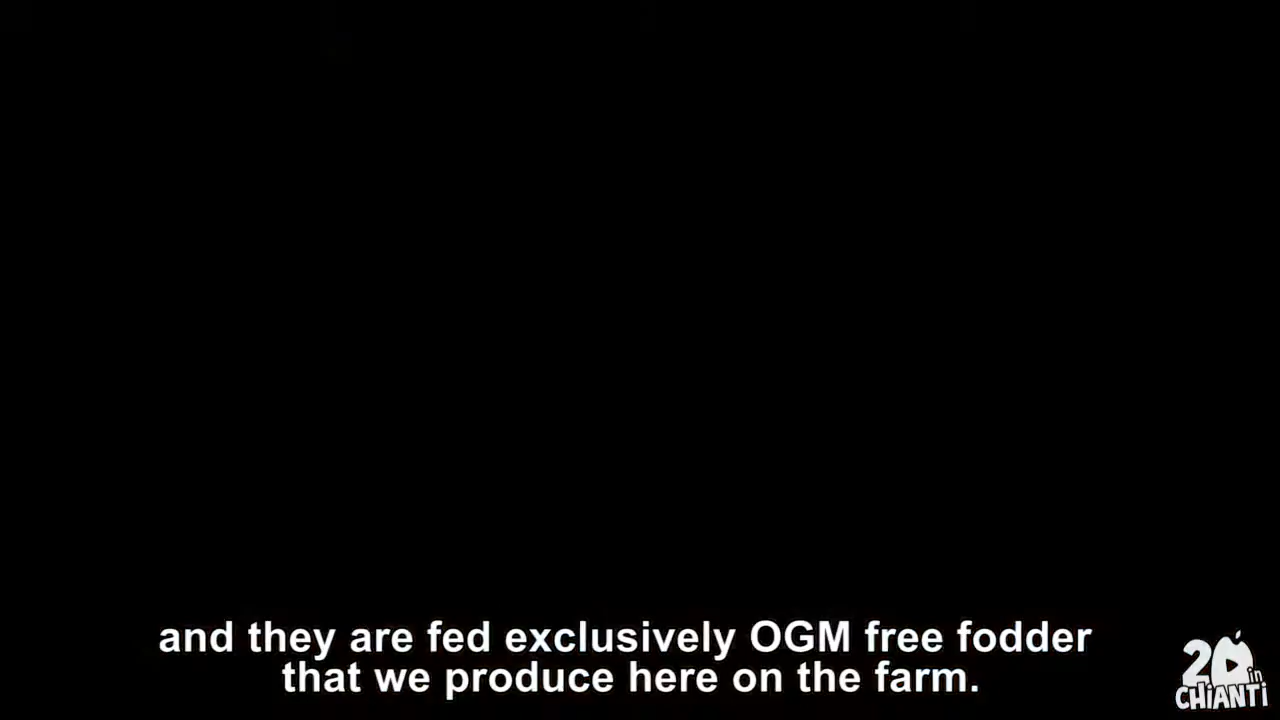 and they are fed exclusively OGM free fodder
that we produce here on the farm.
20
in
CHiANTi